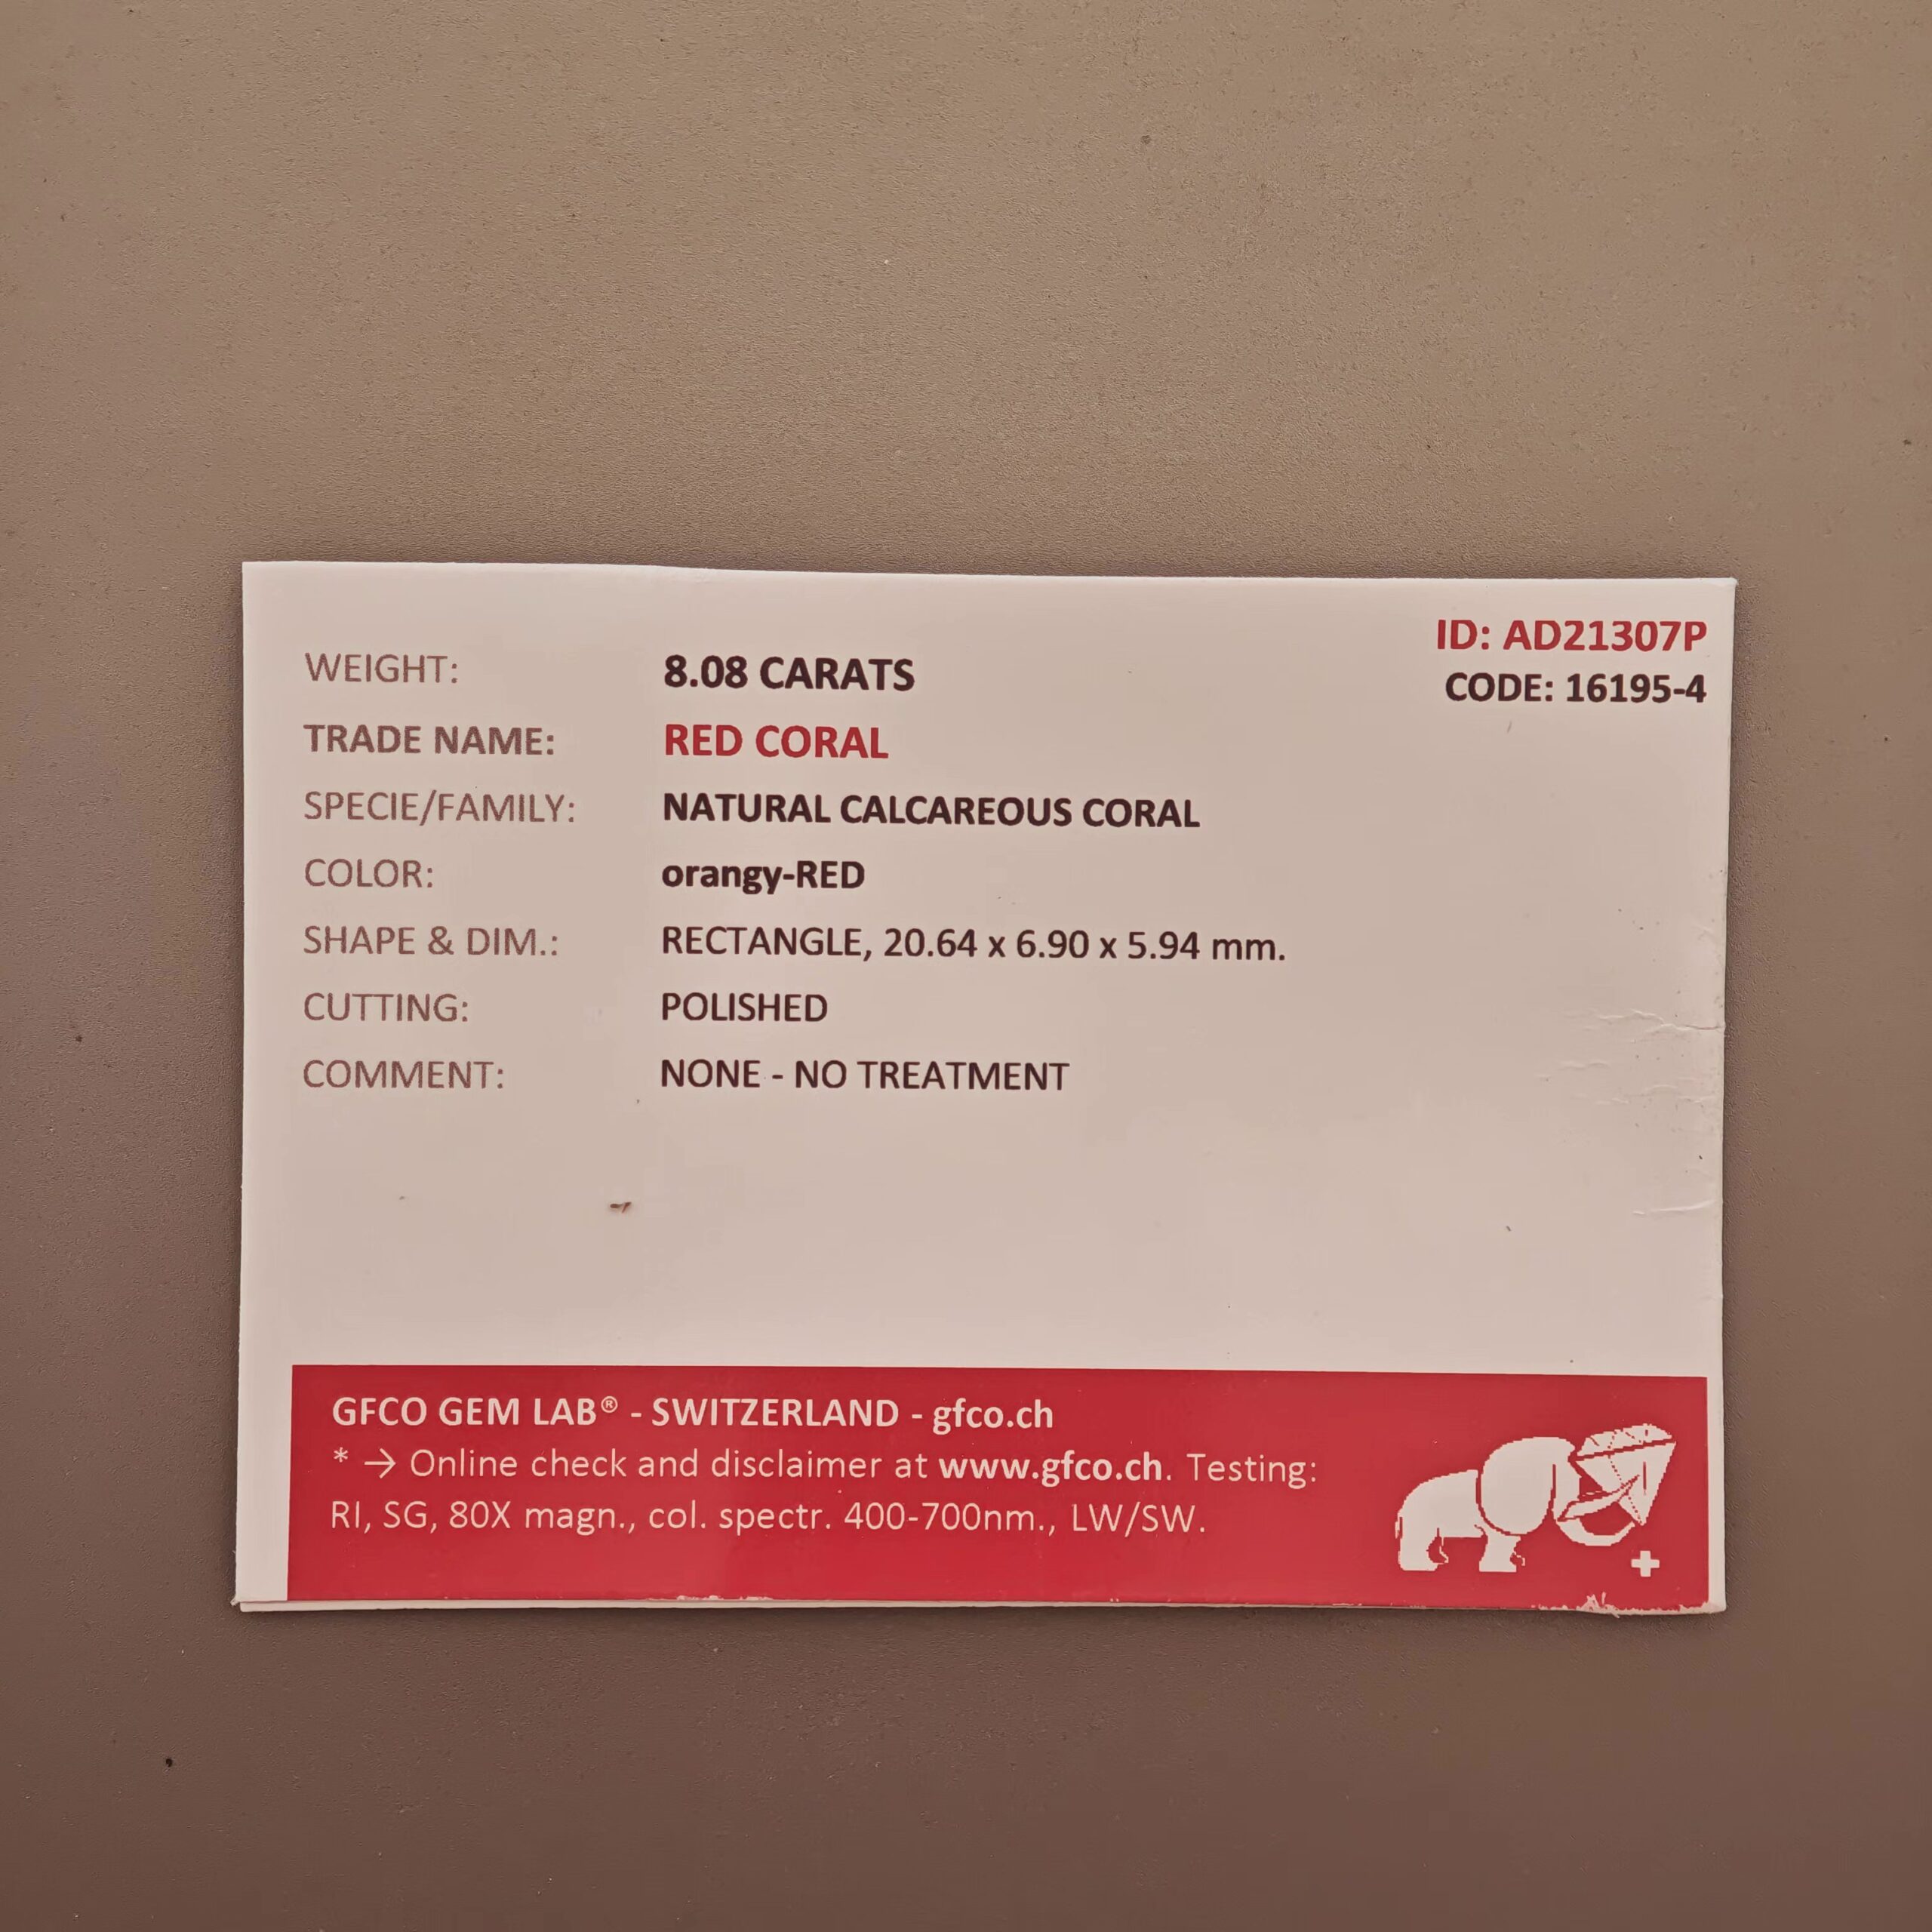 ID: AD21307P
CODE: 16195-4
WEIGHT: 8.08 CARATS
TRADE NAME: RED CORAL
SPECIE/FAMILY: NATURAL CALCAREOUS CORAL
COLOR: orangy-RED
SHAPE & DIM.: RECTANGLE, 20.64 x 6.90 x 5.94 mm.
CUTTING: POLISHED
COMMENT: NONE - NO TREATMENT
GFCO GEM LAB® - SWITZERLAND - gfco.ch
* → Online check and disclaimer at www.gfco.ch. Testing:
RI, SG, 80X magn., col. spectr. 400-700nm., LW/SW.